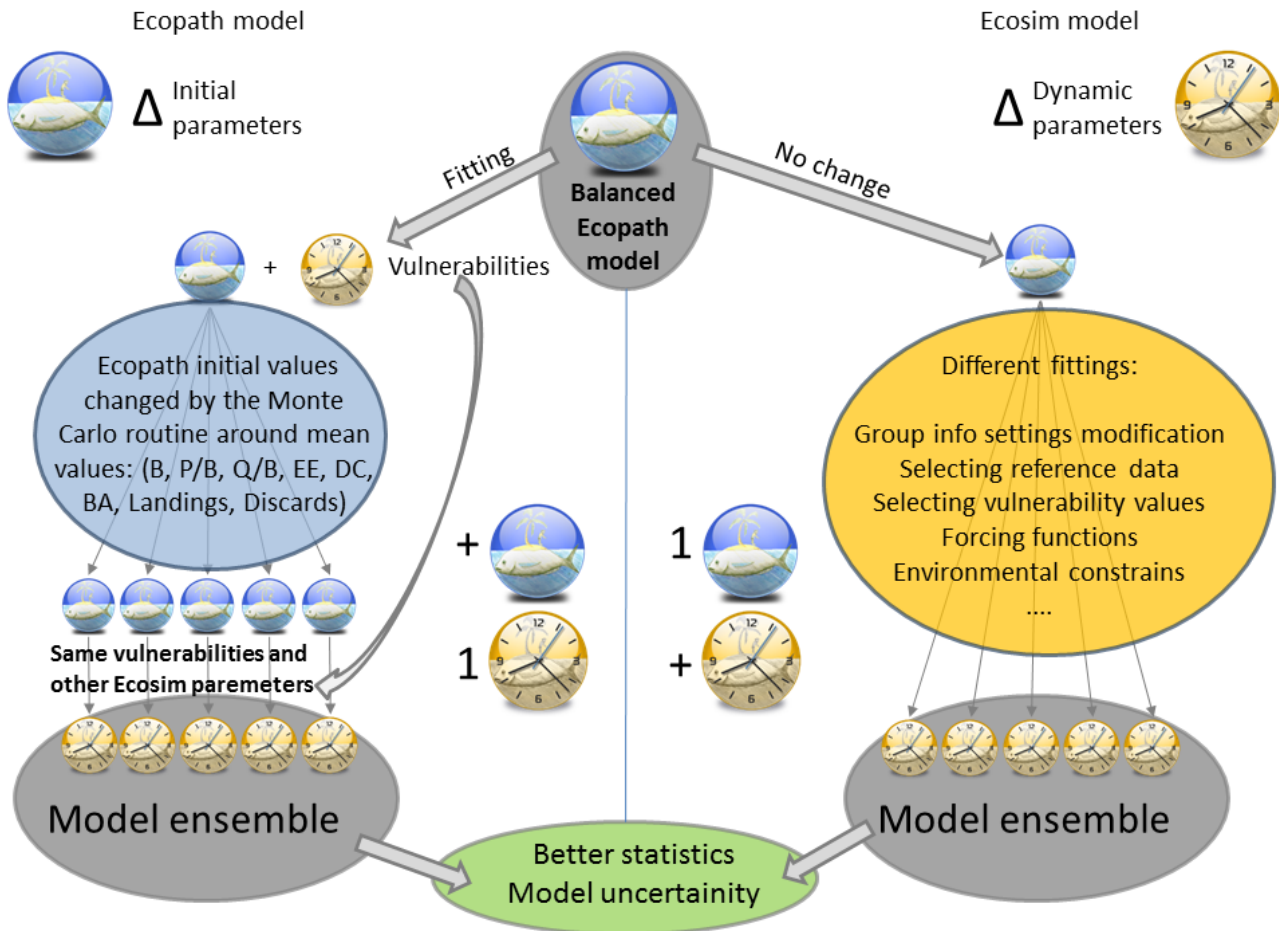 Ecopath model
Ecosim model
Δ Initial
parameters
Δ Dynamic
parameters
Fitting
No change
Balanced
Ecopath
model
+
Vulnerabilities
Ecopath initial values
changed by the Monte
Carlo routine around mean
values: (B, P/B, Q/B, EE, DC,
BA, Landings, Discards)
Different fittings:
Group info settings modification
Selecting reference data
Selecting vulnerability values
Forcing functions
Environmental constrains
....
+
1
1
+
Same vulnerabilities and
other Ecosim paremeters
Model ensemble
Model ensemble
Better statistics
Model uncertainity